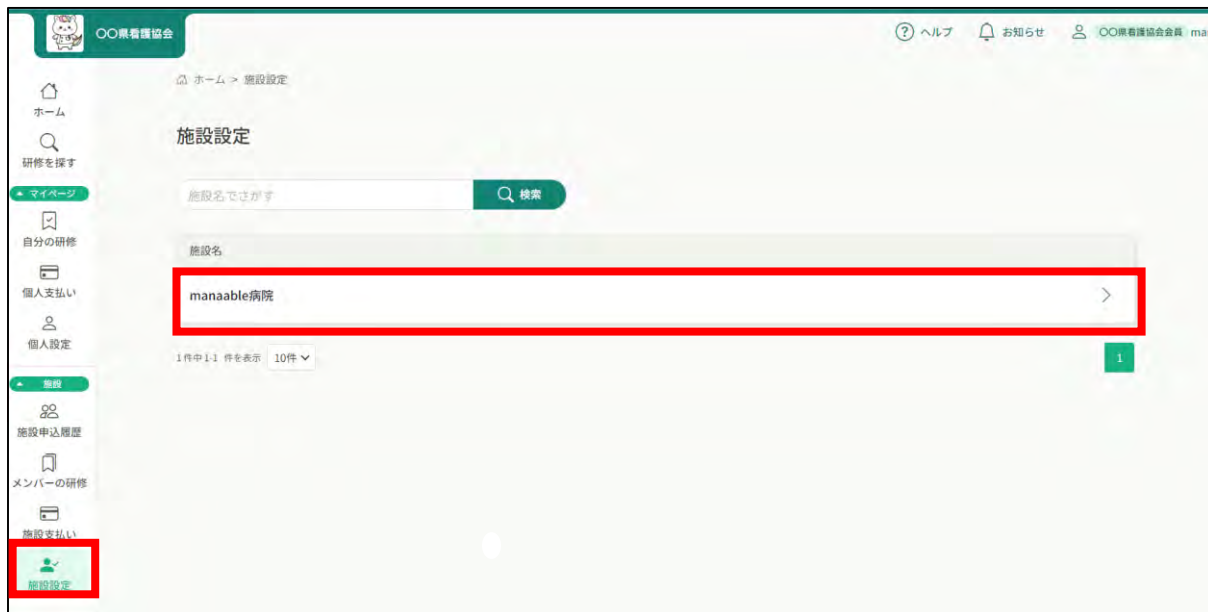 〇〇県看護協会
ヘルプ お知らせ 〇〇県看護協会会員 ma
ホーム > 施設設定
ホーム
研修を探す
マイページ
自分の研修
個人支払い
個人設定
施設
施設申込履歴
メンバーの研修
施設支払い
施設設定
施設設定
施設名でさがす 検索
施設名
manaable病院
1件中1-1 件を表示 10件 1